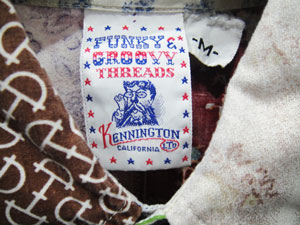 FUNKY &
GROOVY
THREADS
KENNINGTON
LTD
CALIFORNIA
-M-